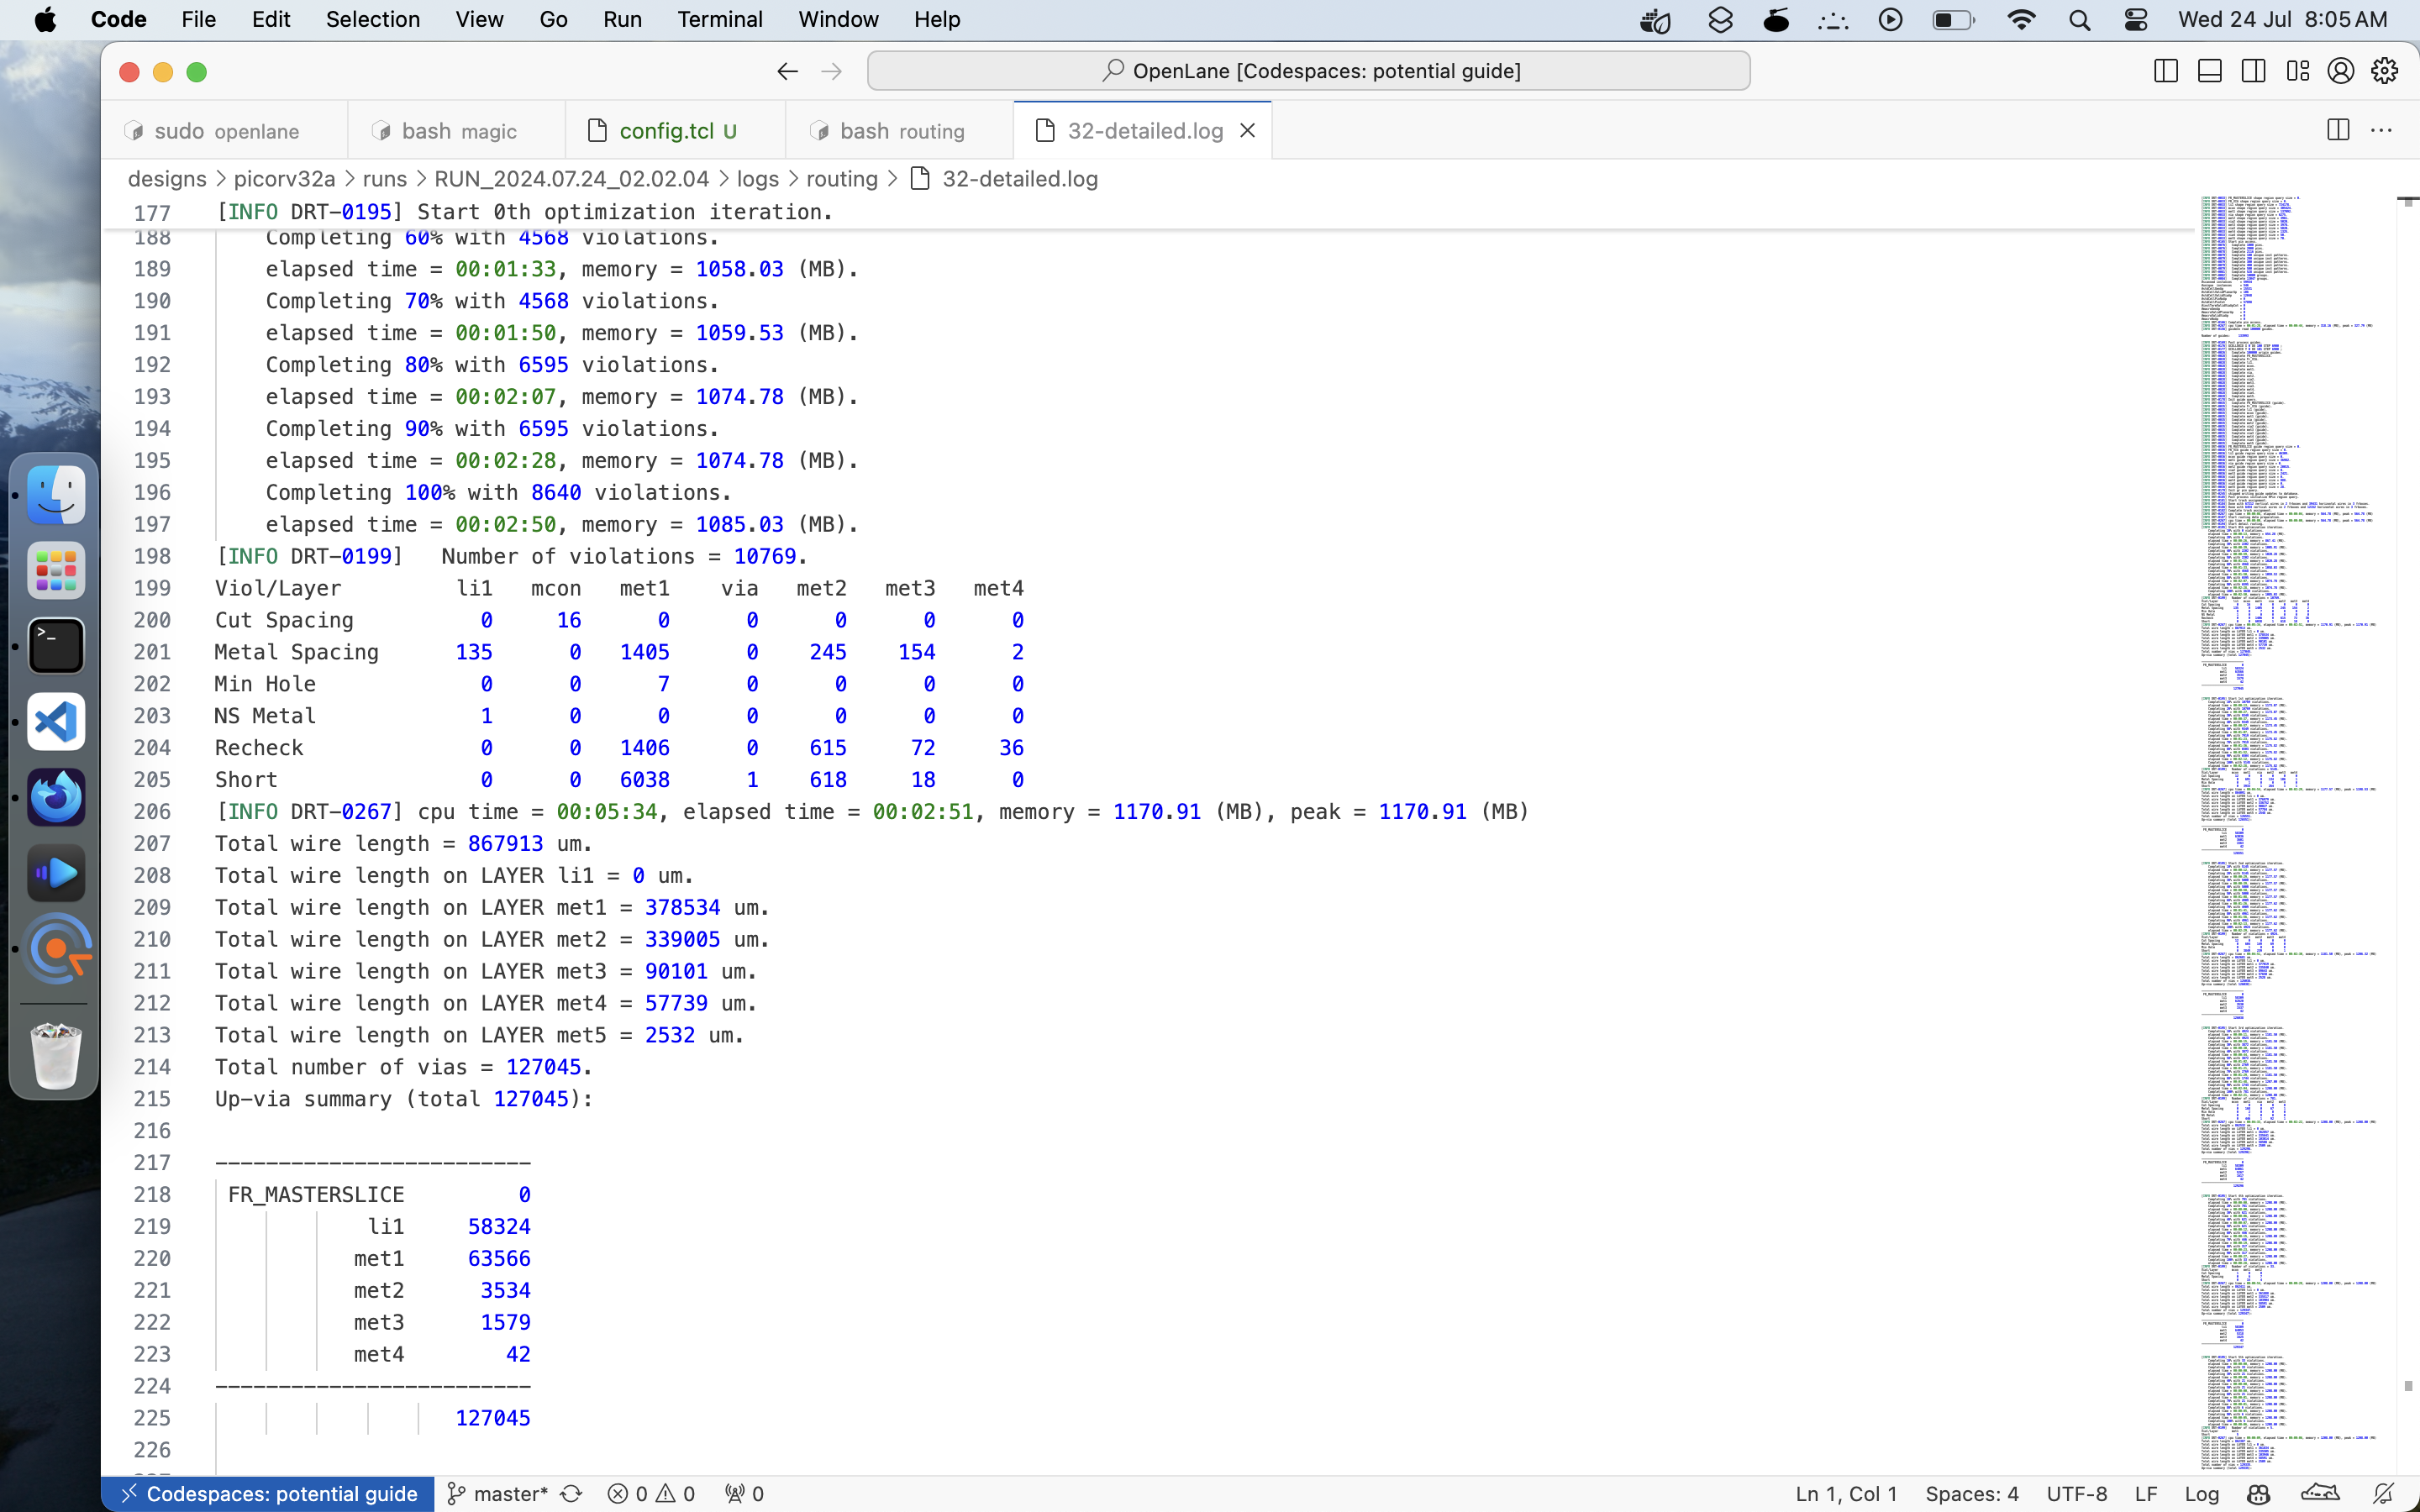 Code File Edit Selection View Go Run Terminal Window Help Wed 24 Jul 8:05 AM
OpenLane [Codespaces: potential guide]
sudo openlane bash magic config.tcl U bash routing 32-detailed.log
designs > picorv32a > runs > RUN_2024.07.24_02.02.04 > logs > routing > 32-detailed.log
177 [INFO DRT-0195] Start 0th optimization iteration.
188 Completing 60% with 4568 violations.
189 elapsed time = 00:01:33, memory = 1058.03 (MB).
190 Completing 70% with 4568 violations.
191 elapsed time = 00:01:50, memory = 1059.53 (MB).
192 Completing 80% with 6595 violations.
193 elapsed time = 00:02:07, memory = 1074.78 (MB).
194 Completing 90% with 6595 violations.
195 elapsed time = 00:02:28, memory = 1074.78 (MB).
196 Completing 100% with 8640 violations.
197 elapsed time = 00:02:50, memory = 1085.03 (MB).
198 [INFO DRT-0199] Number of violations = 10769.
199 Viol/Layer li1 mcon met1 via met2 met3 met4
200 Cut Spacing 0 16 0 0 0 0 0
201 Metal Spacing 135 0 1405 0 245 154 2
202 Min Hole 0 0 7 0 0 0 0
203 NS Metal 1 0 0 0 0 0 0
204 Recheck 0 0 1406 0 615 72 36
205 Short 0 0 6038 1 618 18 0
206 [INFO DRT-0267] cpu time = 00:05:34, elapsed time = 00:02:51, memory = 1170.91 (MB), peak = 1170.91 (MB)
207 Total wire length = 867913 um.
208 Total wire length on LAYER li1 = 0 um.
209 Total wire length on LAYER met1 = 378534 um.
210 Total wire length on LAYER met2 = 339005 um.
211 Total wire length on LAYER met3 = 90101 um.
212 Total wire length on LAYER met4 = 57739 um.
213 Total wire length on LAYER met5 = 2532 um.
214 Total number of vias = 127045.
215 Up-via summary (total 127045):
216
217 -------------------------
218 FR_MASTERSLICE 0
219 li1 58324
220 met1 63566
221 met2 3534
222 met3 1579
223 met4 42
224 -------------------------
225 127045
226
Codespaces: potential guide master* 0 0 0 Ln 1, Col 1 Spaces: 4 UTF-8 LF Log